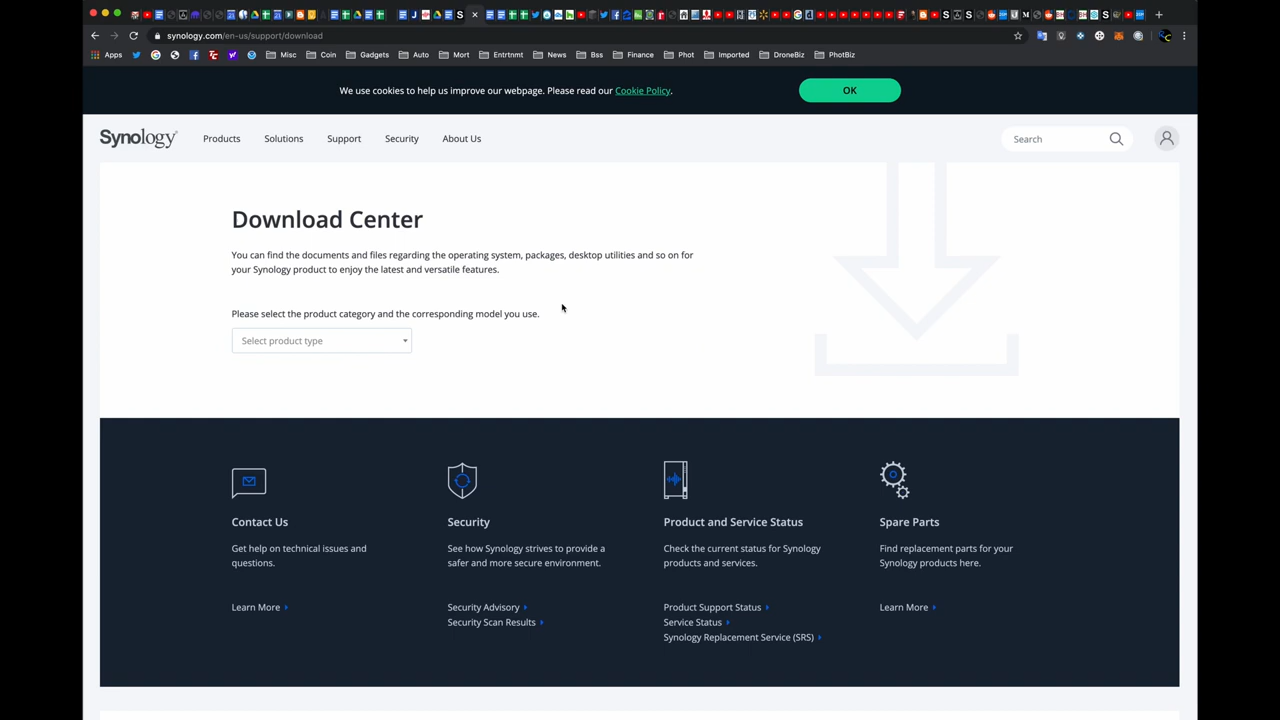 synology.com/en-us/support/download
Apps
Misc
Coin
Gadgets
Auto
Mort
Entrtnmt
News
Bss
Finance
Phot
Imported
DroneBiz
PhotBiz
We use cookies to help us improve our webpage. Please read our Cookie Policy.
OK
Synology
Products
Solutions
Support
Security
About Us
Search
Download Center
You can find the documents and files regarding the operating system, packages, desktop utilities and so on for
your Synology product to enjoy the latest and versatile features.
Please select the product category and the corresponding model you use.
Select product type
Contact Us
Get help on technical issues and
questions.
Learn More
Security
See how Synology strives to provide a
safer and more secure environment.
Security Advisory
Security Scan Results
Product and Service Status
Check the current status for Synology
products and services.
Product Support Status
Service Status
Synology Replacement Service (SRS)
Spare Parts
Find replacement parts for your
Synology products here.
Learn More